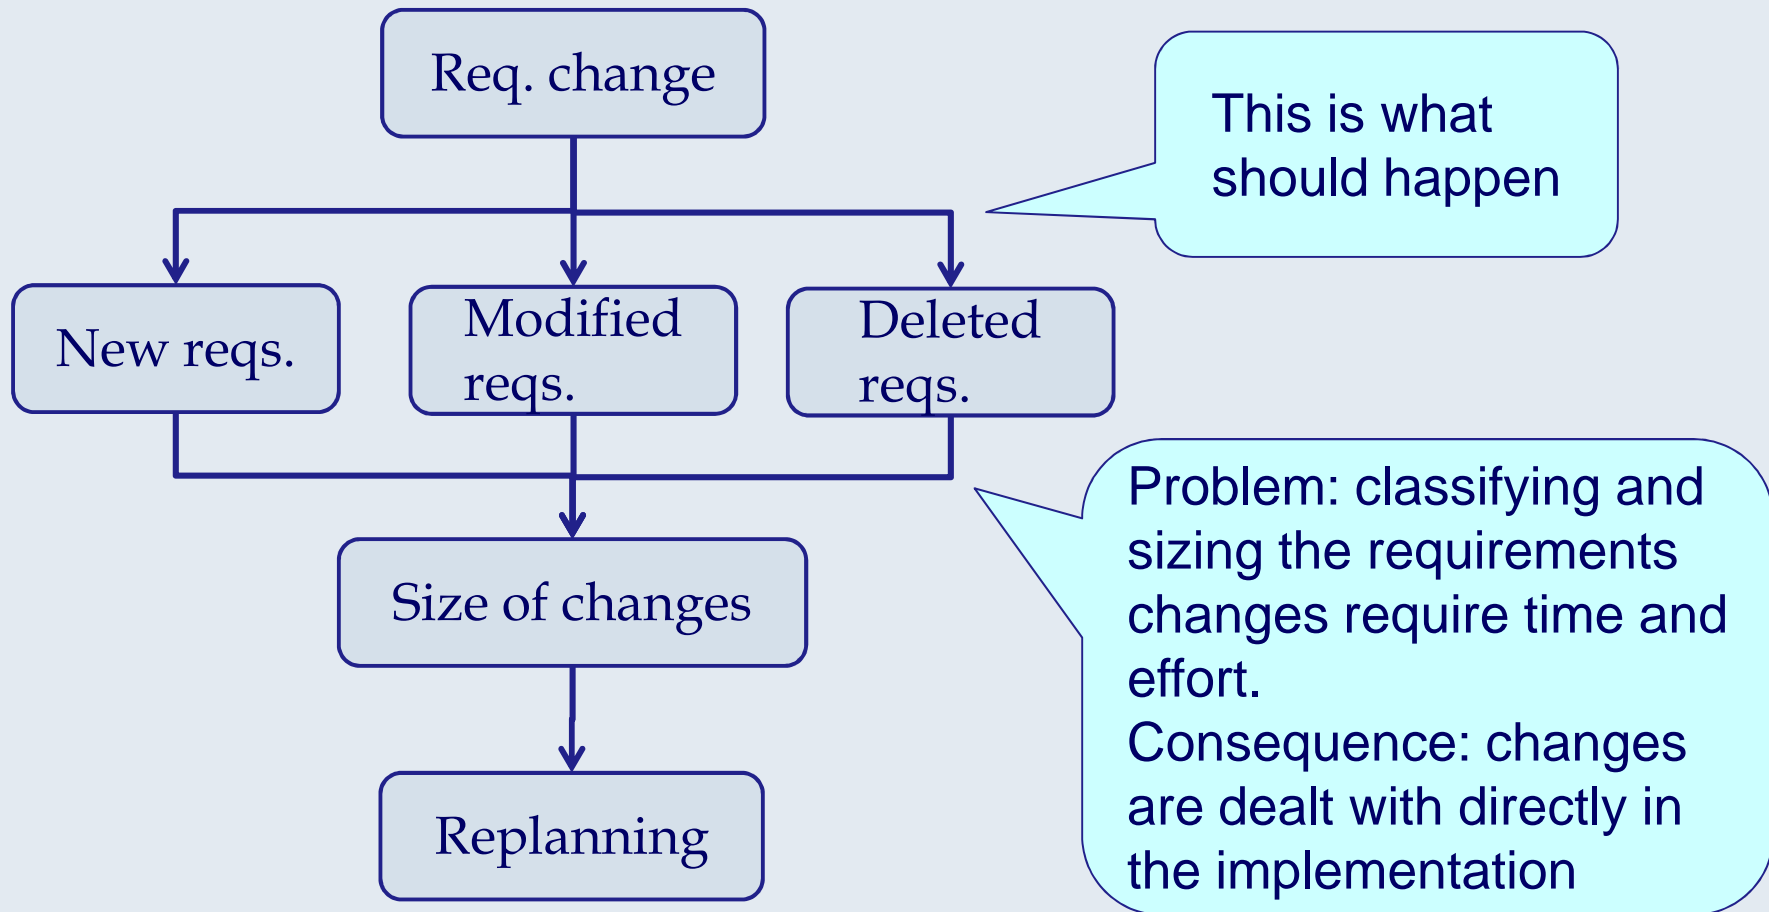 Req. change
This is what
should happen
New reqs.
Modified
reqs.
Deleted
reqs.
Size of changes
Problem: classifying and
sizing the requirements
changes require time and
effort.
Consequence: changes
are dealt with directly in
the implementation
Replanning